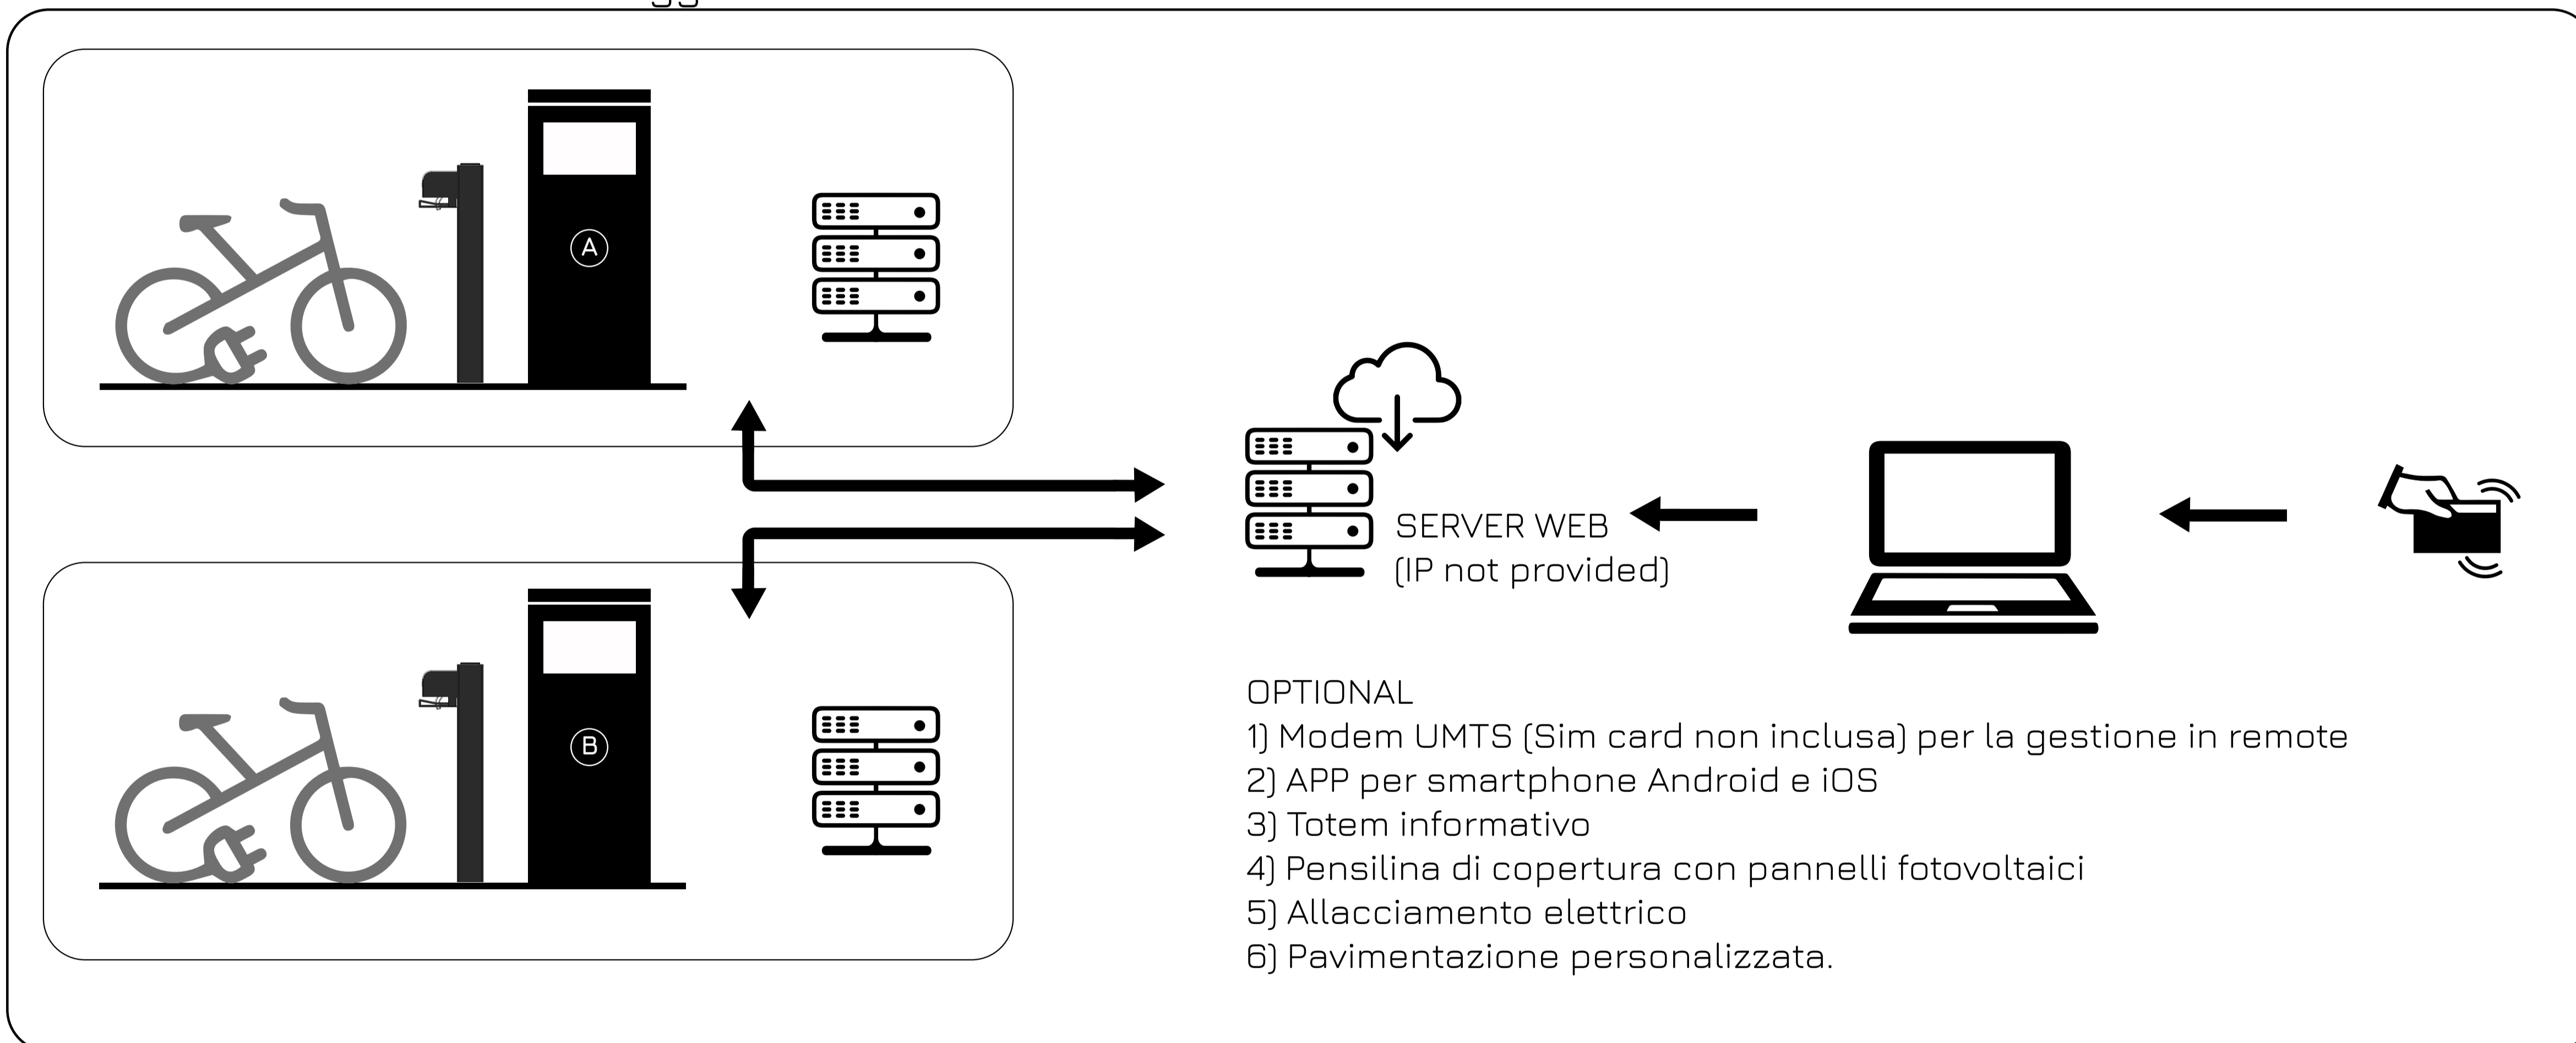 A
SERVER WEB
(IP not provided)
B
OPTIONAL
1) Modem UMTS (Sim card non inclusa) per la gestione in remote
2) APP per smartphone Android e iOS
3) Totem informativo
4) Pensilina di copertura con pannelli fotovoltaici
5) Allacciamento elettrico
6) Pavimentazione personalizzata.